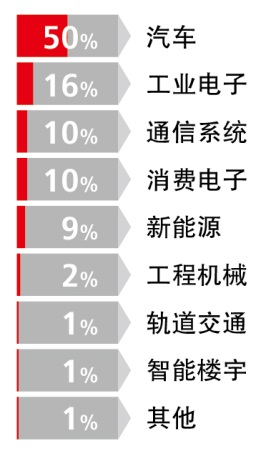 50% 汽车
16% 工业电子
10% 通信系统
10% 消费电子
9% 新能源
2% 工程机械
1% 轨道交通
1% 智能楼宇
1% 其他